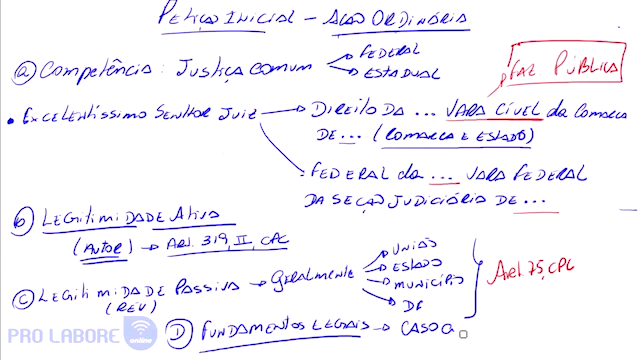 PETIÇÃO INICIAL – AÇÃO ORDINÁRIA
a) COMPETÊNCIA: JUSTIÇA COMUM
FEDERAL
ESTADUAL
FAZ. PÚBLICA
• EXCELENTÍSSIMO SENHOR JUIZ → DIREITO DA ... VARA CÍVEL da COMARCA
DE ... (COMARCA E ESTADO)
FEDERAL da ... VARA FEDERAL
DA SEÇÃO JUDICIÁRIA DE ...
b) LEGITIMIDADE ATIVA
(AUTOR) → ART. 319, II, CPC
c) LEGITIMIDADE PASSIVA → GERALMENTE
(RÉU)
UNIÃO
ESTADO
MUNICÍPIO
DF
Art. 75, CPC
D) FUNDAMENTOS LEGAIS → CASO a
PRO LABORE
online